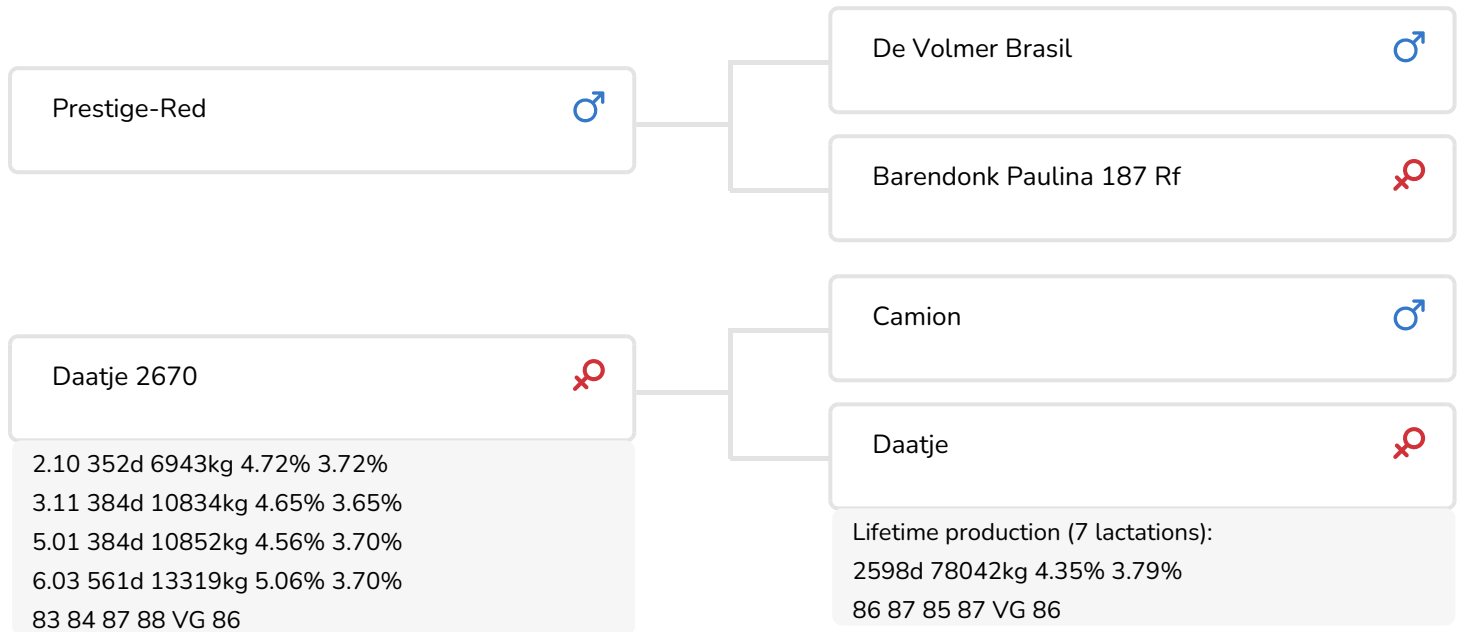 Prestige-Red
De Volmer Brasil
Barendonk Paulina 187 Rf
Daatje 2670
2.10 352d 6943kg 4.72% 3.72%
3.11 384d 10834kg 4.65% 3.65%
5.01 384d 10852kg 4.56% 3.70%
6.03 561d 13319kg 5.06% 3.70%
83 84 87 88 VG 86
Camion
Daatje
Lifetime production (7 lactations):
2598d 78042kg 4.35% 3.79%
86 87 85 87 VG 86